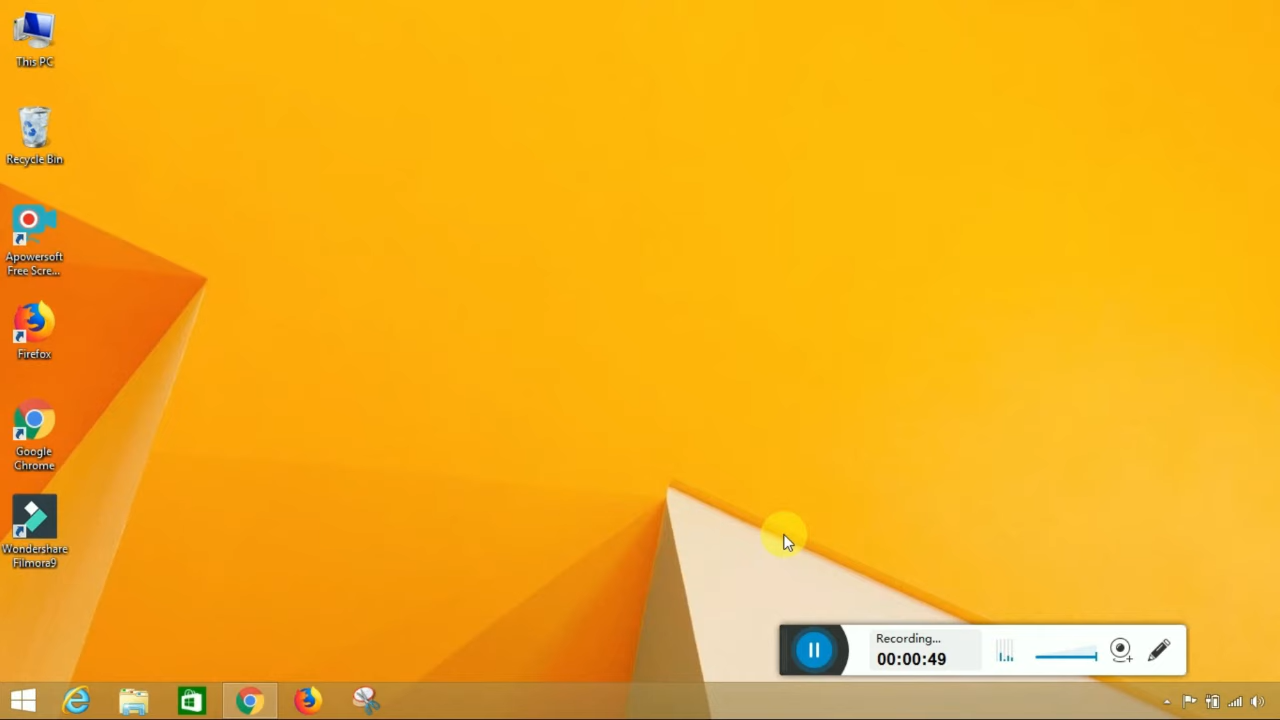 This PC
Recycle Bin
Apowersoft
Free Scre...
Firefox
Google
Chrome
Wondershare
Filmora9
Recording...
00:00:49